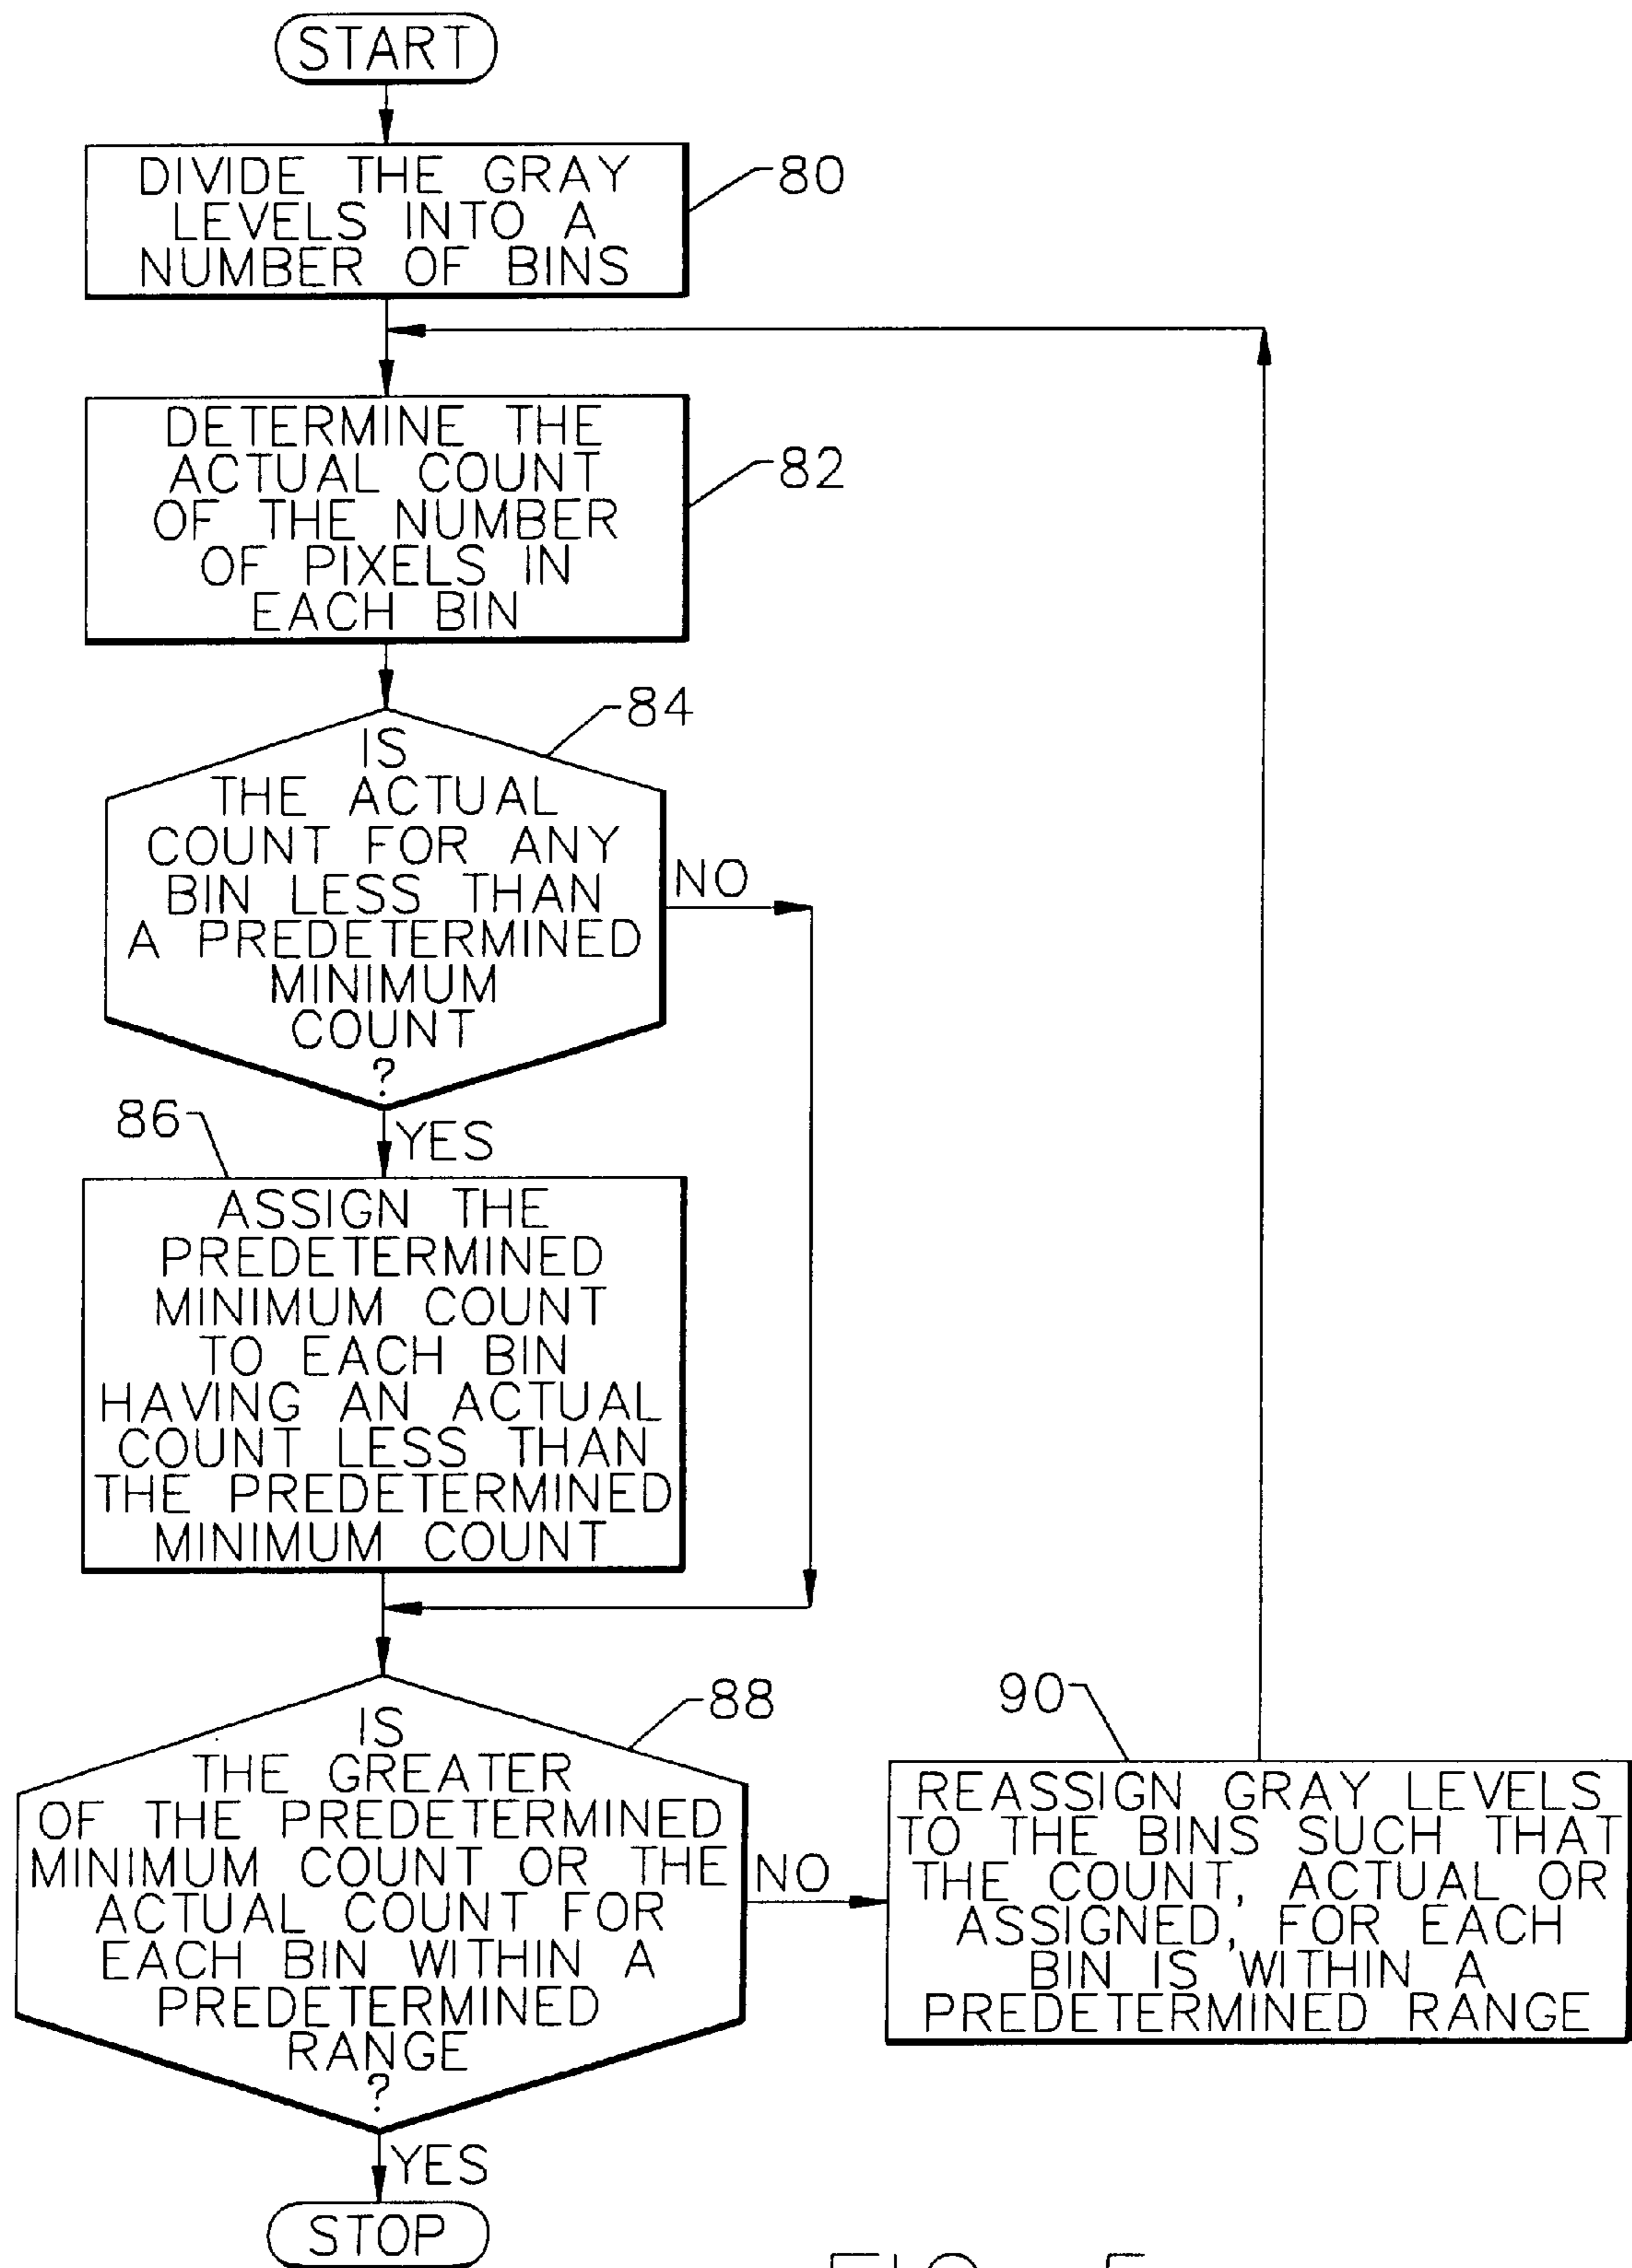 START
DIVIDE THE GRAY
LEVELS INTO A
NUMBER OF BINS
80
DETERMINE THE
ACTUAL COUNT
OF THE NUMBER
OF PIXELS IN
EACH BIN
82
84
IS
THE ACTUAL
COUNT FOR ANY
BIN LESS THAN
A PREDETERMINED
MINIMUM
COUNT
?
NO
YES
86
ASSIGN THE
PREDETERMINED
MINIMUM COUNT
TO EACH BIN
HAVING AN ACTUAL
COUNT LESS THAN
THE PREDETERMINED
MINIMUM COUNT
88
IS
THE GREATER
OF THE PREDETERMINED
MINIMUM COUNT OR THE
ACTUAL COUNT FOR
EACH BIN WITHIN A
PREDETERMINED
RANGE
?
NO
YES
90
REASSIGN GRAY LEVELS
TO THE BINS SUCH THAT
THE COUNT, ACTUAL OR
ASSIGNED, FOR EACH
BIN IS WITHIN A
PREDETERMINED RANGE
STOP